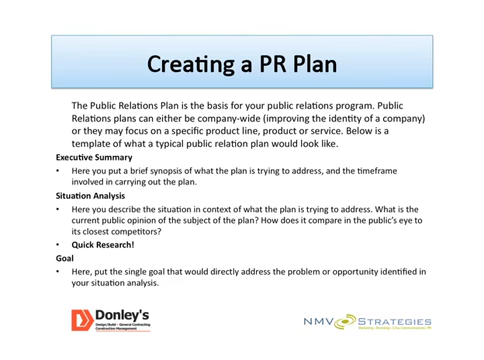 Creating a PR Plan
The Public Relations Plan is the basis for your public relations program. Public
Relations plans can either be company-wide (improving the identity of a company)
or they may focus on a specific product line, product or service. Below is a
template of what a typical public relation plan would look like.
Executive Summary
• Here you put a brief synopsis of what the plan is trying to address, and the timeframe
involved in carrying out the plan.
Situation Analysis
• Here you describe the situation in context of what the plan is trying to address. What is the
current public opinion of the subject of the plan? How does it compare in the public's eye to
its closest competitors?
• Quick Research!
Goal
• Here, put the single goal that would directly address the problem or opportunity identified in
your situation analysis.
Donley's
Design/Build - General Contracting
Construction Management
NMV STRATEGIES